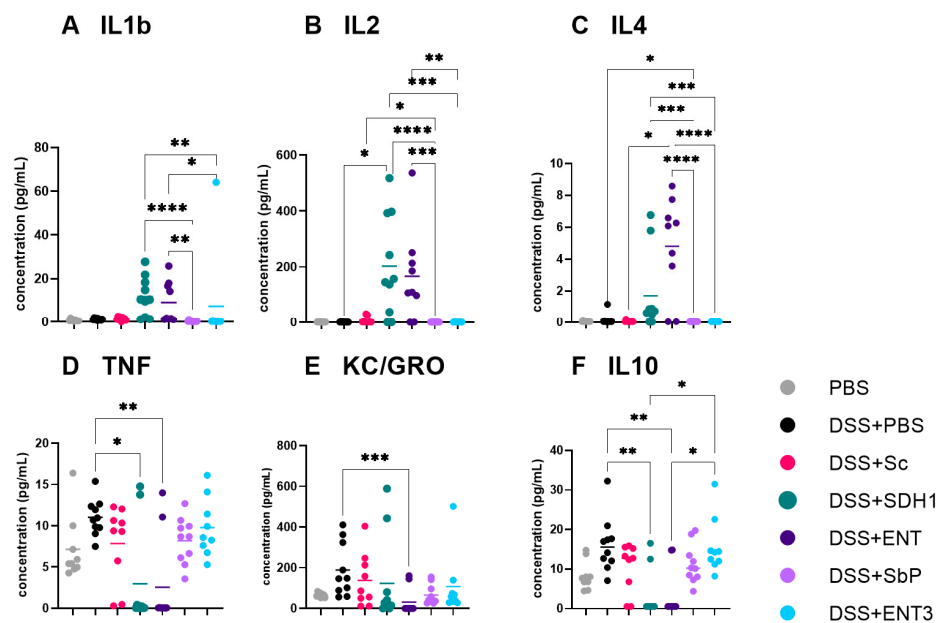 A IL1b
B IL2
C IL4
concentration (pg/mL)
80
60
40
20
0
** 
*
****
**
concentration (pg/mL)
600
400
200
0
**
***
*
****
*
***
concentration (pg/mL)
10
8
6
4
2
0
*
***
***
*
****
****
D TNF
E KC/GRO
F IL10
concentration (pg/mL)
20
15
10
5
0
**
*
concentration (pg/mL)
800
600
400
200
0
***
concentration (pg/mL)
40
30
20
10
0
*
**
**
*
PBS
DSS+PBS
DSS+Sc
DSS+SDH1
DSS+ENT
DSS+SbP
DSS+ENT3